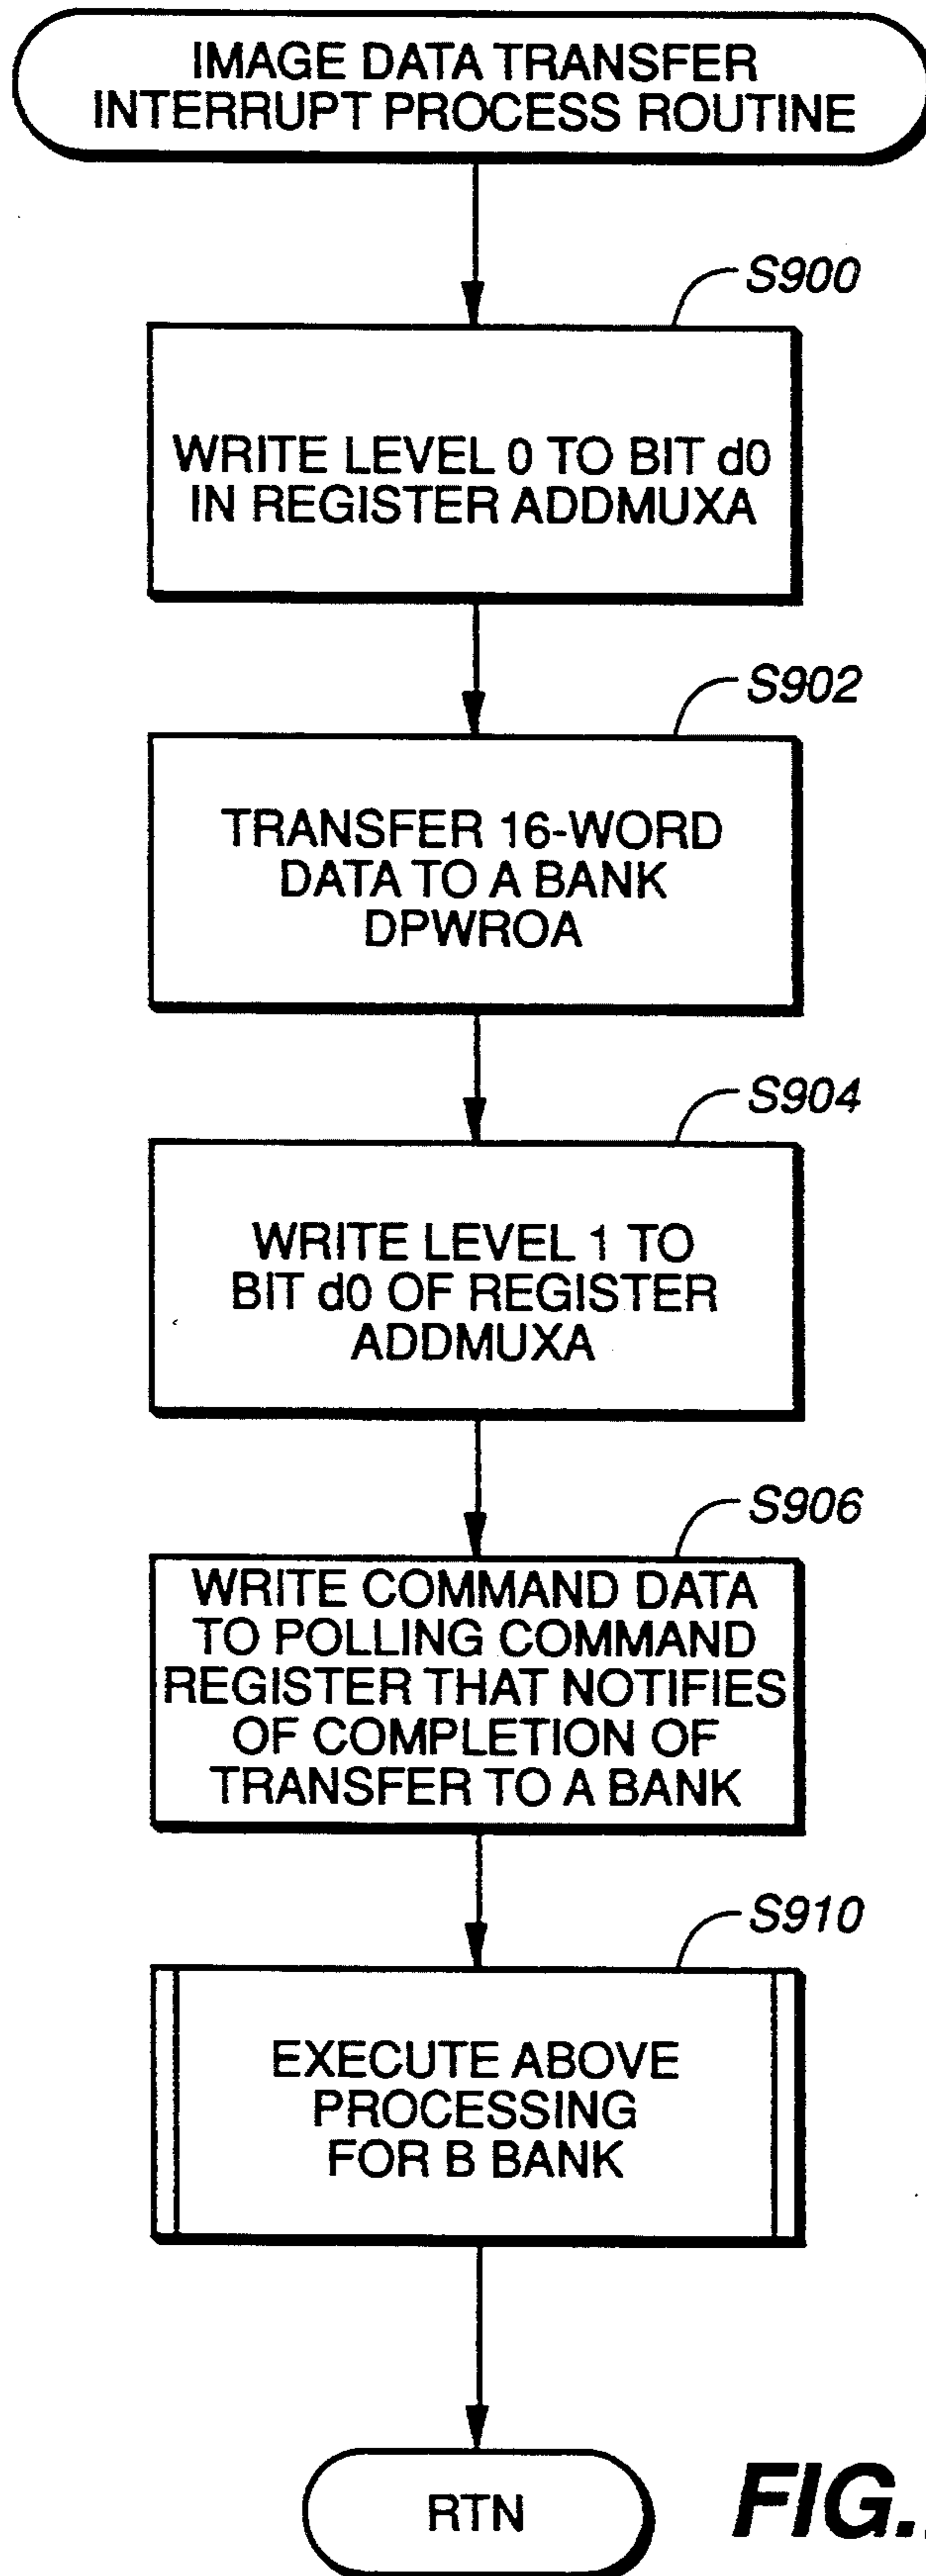 IMAGE DATA TRANSFER
INTERRUPT PROCESS ROUTINE
S900
WRITE LEVEL 0 TO BIT d0
IN REGISTER ADDMUXA
S902
TRANSFER 16-WORD
DATA TO A BANK
DPWROA
S904
WRITE LEVEL 1 TO
BIT d0 OF REGISTER
ADDMUXA
S906
WRITE COMMAND DATA
TO POLLING COMMAND
REGISTER THAT NOTIFIES
OF COMPLETION OF
TRANSFER TO A BANK
S910
EXECUTE ABOVE
PROCESSING
FOR B BANK
RTN
FIG.